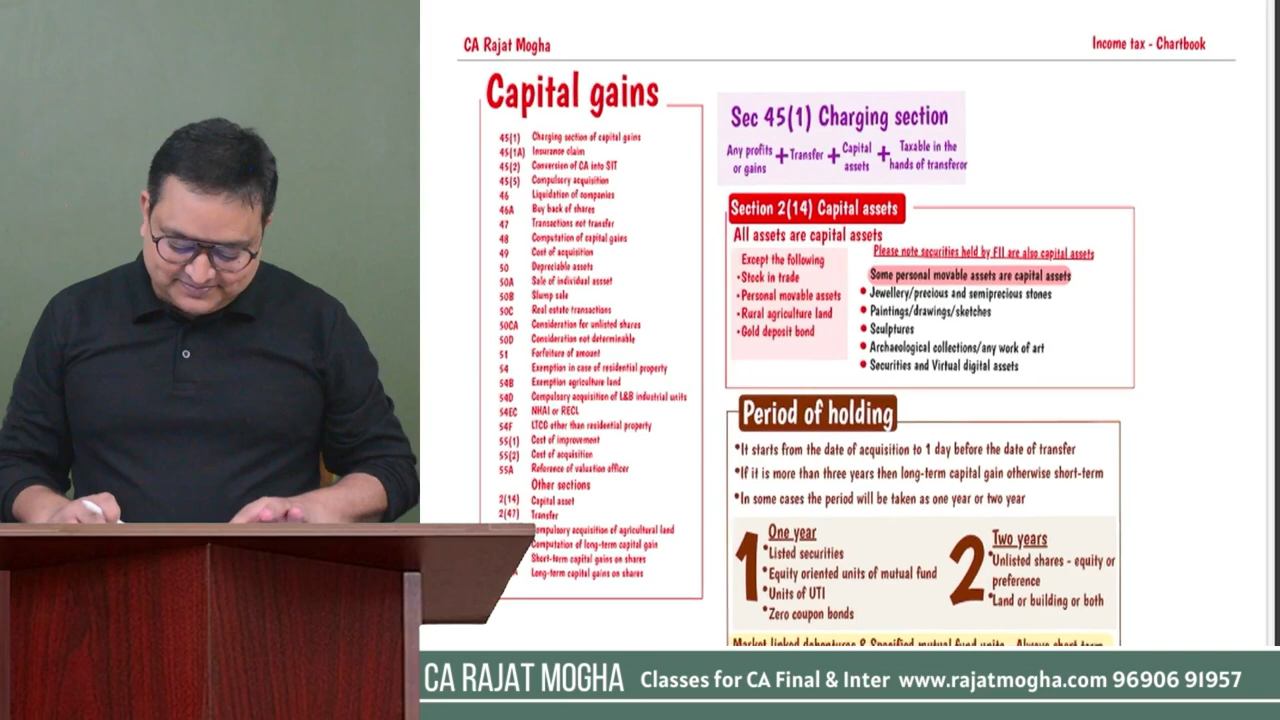 CA Rajat Mogha
Income tax - Chartbook
Capital gains
45(1) Charging section of capital gains
45(1A) Insurance claim
45(2) Conversion of CA into SIT
45(5) Compulsory acquisition
46 Liquidation of companies
46A Buy back of shares
47 Transactions not transfer
48 Computation of capital gains
49 Cost of acquisition
50 Depreciable assets
50A Sale of individual assset
50B Slump sale
50C Real estate transactions
50CA Consideration for unlisted shares
50D Consideration not determinable
51 Forfeiture of amount
54 Exemption in case of residential property
54B Exemption agriculture land
54D Compulsory acquisition of L&B industrial units
54EC NHAI or RECL
54F LTCG other than residential property
55(1) Cost of improvement
55(2) Cost of acquisition
55A Reference of valuation officer
Other sections
2(14) Capital asset
2(47) Transfer
ompulsory acquisition of agricultural land
omputation of long-term capital gain
Short-term capital gains on shares
Long-term capital gains on shares
Sec 45(1) Charging section
Any profits or gains + Transfer + Capital assets + Taxable in the hands of transferor
Section 2(14) Capital assets
All assets are capital assets
Except the following
•Stock in trade
•Personal movable assets
•Rural agriculture land
•Gold deposit bond
Please note securities held by FII are also capital assets
Some personal movable assets are capital assets
• Jewellery/precious and semiprecious stones
• Paintings/drawings/sketches
• Sculptures
• Archaeological collections/any work of art
• Securities and Virtual digital assets
Period of holding
•It starts from the date of acquisition to 1 day before the date of transfer
•If it is more than three years then long-term capital gain otherwise short-term
•In some cases the period will be taken as one year or two year
1 One year
•Listed securities
•Equity oriented units of mutual fund
•Units of UTI
•Zero coupon bonds
2 Two years
•Unlisted shares - equity or
preference
•Land or building or both
Market linked debentures & Specified mutual fund units - Always short term
CA RAJAT MOGHA Classes for CA Final & Inter www.rajatmogha.com 96906 91957